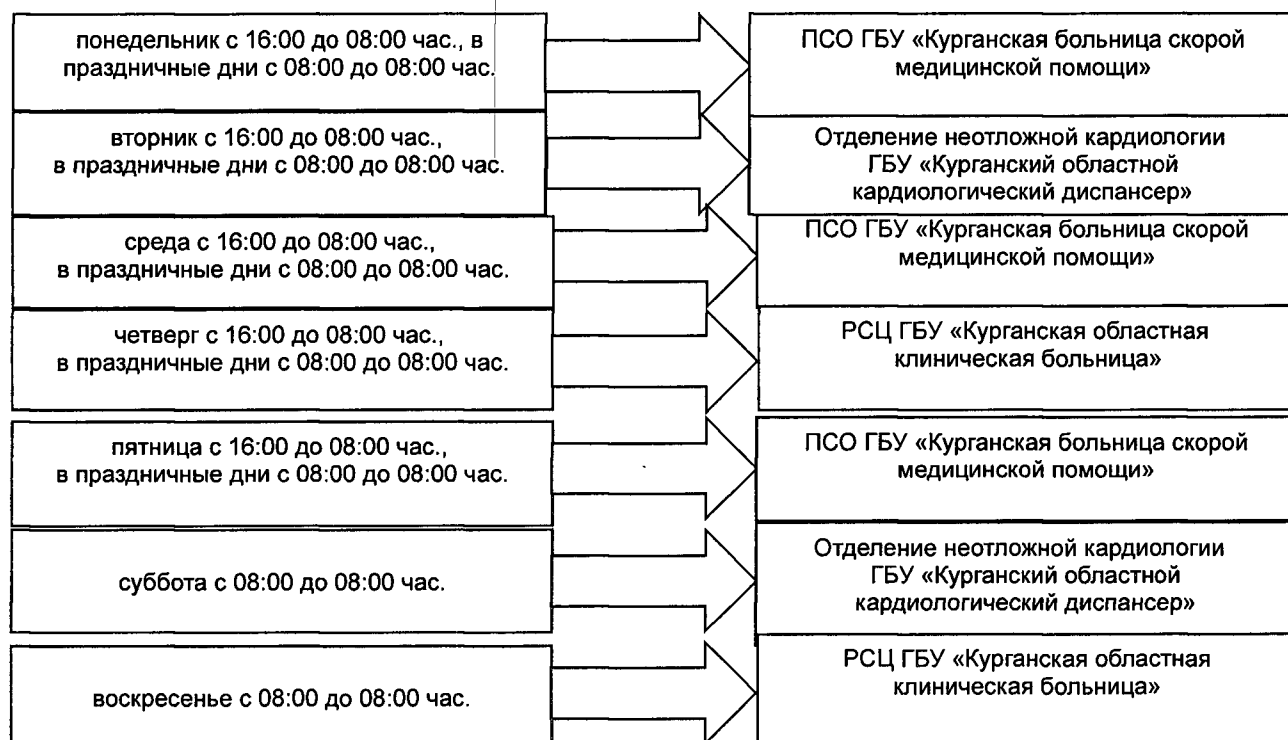 понедельник с 16:00 до 08:00 час., в
праздничные дни с 08:00 до 08:00 час.
ПСО ГБУ «Курганская больница скорой
медицинской помощи»
вторник с 16:00 до 08:00 час.,
в праздничные дни с 08:00 до 08:00 час.
Отделение неотложной кардиологии
ГБУ «Курганский областной
кардиологический диспансер»
среда с 16:00 до 08:00 час.,
в праздничные дни с 08:00 до 08:00 час.
ПСО ГБУ «Курганская больница скорой
медицинской помощи»
четверг с 16:00 до 08:00 час.,
в праздничные дни с 08:00 до 08:00 час.
РСЦ ГБУ «Курганская областная
клиническая больница»
пятница с 16:00 до 08:00 час.,
в праздничные дни с 08:00 до 08:00 час.
ПСО ГБУ «Курганская больница скорой
медицинской помощи»
суббота с 08:00 до 08:00 час.
Отделение неотложной кардиологии
ГБУ «Курганский областной
кардиологический диспансер»
воскресенье с 08:00 до 08:00 час.
РСЦ ГБУ «Курганская областная
клиническая больница»